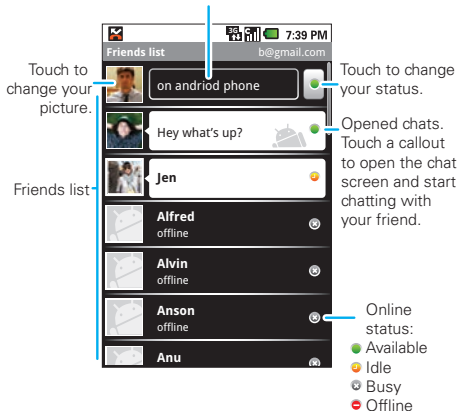 7:39 PM
Friends list
b@gmail.com
Touch to
change your
picture.
on andriod phone
Touch to change
your status.
Hey what's up?
Opened chats.
Touch a callout
to open the chat
screen and start
chatting with
your friend.
Friends list
Jen
Alfred
offline
Alvin
offline
Anson
offline
Anu
Online
status:
Available
Idle
Busy
Offline